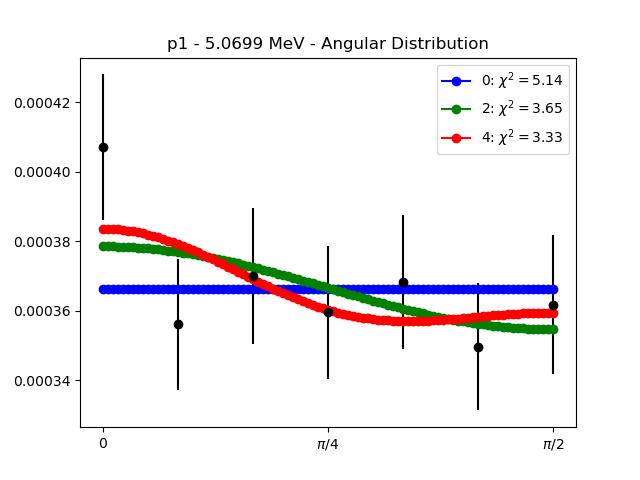 p1 - 5.0699 MeV - Angular Distribution
0: χ² = 5.14
2: χ² = 3.65
4: χ² = 3.33
0.00042
0.00040
0.00038
0.00036
0.00034
0 π/4 π/2